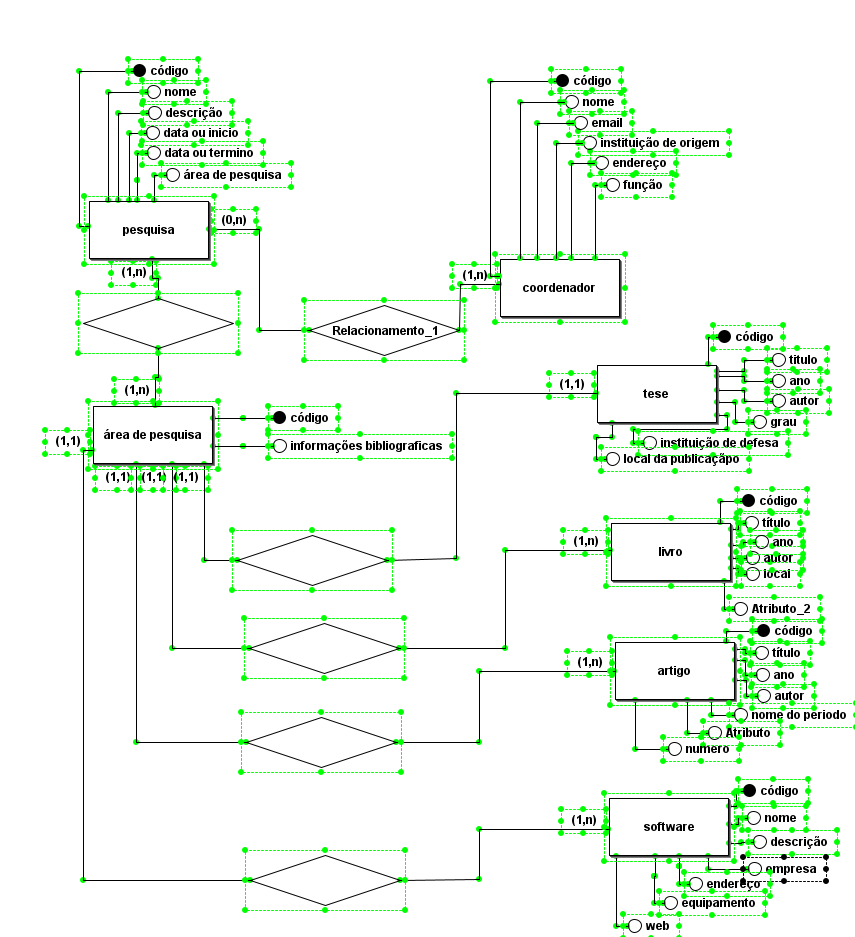 código
nome
descrição
data ou inicio
data ou termino
área de pesquisa
pesquisa
(0,n)
(1,n)
código
nome
email
instituição de origem
endereço
função
(1,n)
coordenador
Relacionamento_1
(1,n)
área de pesquisa
(1,1)
(1,1)
(1,1)
(1,1)
código
informações bibliograficas
(1,1)
tese
código
titulo
ano
autor
grau
instituição de defesa
local da publicaçãpo
(1,n)
livro
código
título
ano
autor
local
Atributo_2
(1,n)
artigo
código
título
ano
autor
nome do periodo
Atributo
numero
(1,n)
software
código
nome
descrição
empresa
endereço
equipamento
web